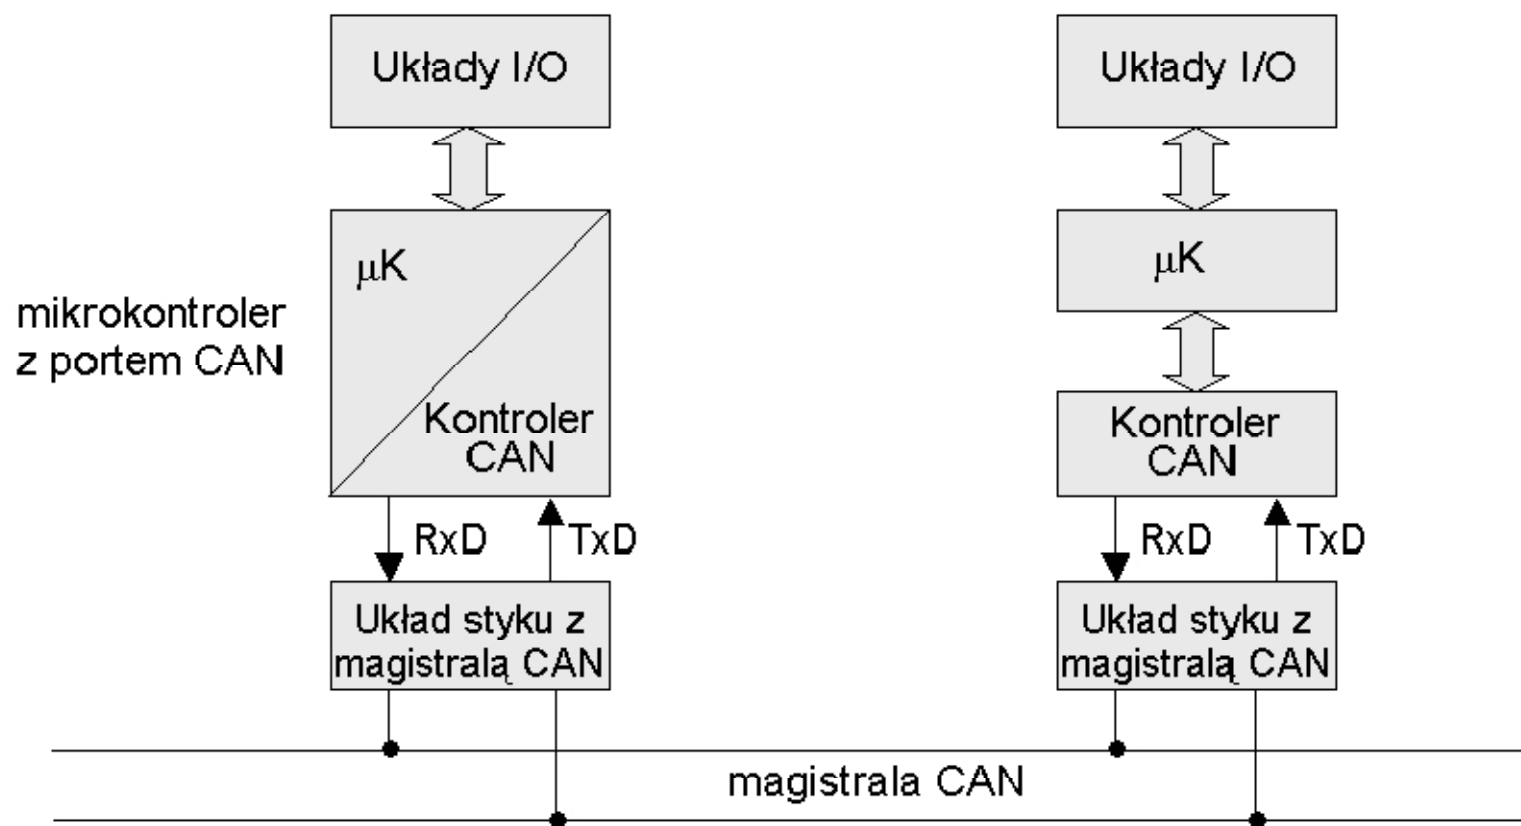 Układy I/O
Układy I/O
µK
µK
mikrokontroler
z portem CAN
Kontroler
CAN
Kontroler
CAN
RxD
TxD
RxD
TxD
Układ styku z
magistralą CAN
Układ styku z
magistralą CAN
magistrala CAN